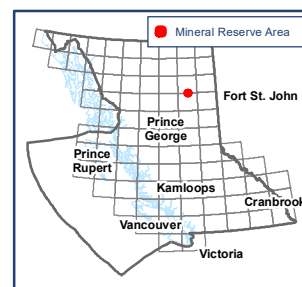 Mineral Reserve Area
Fort St. John
Prince
George
Prince
Rupert
Kamloops
Cranbrook
Vancouver
Victoria